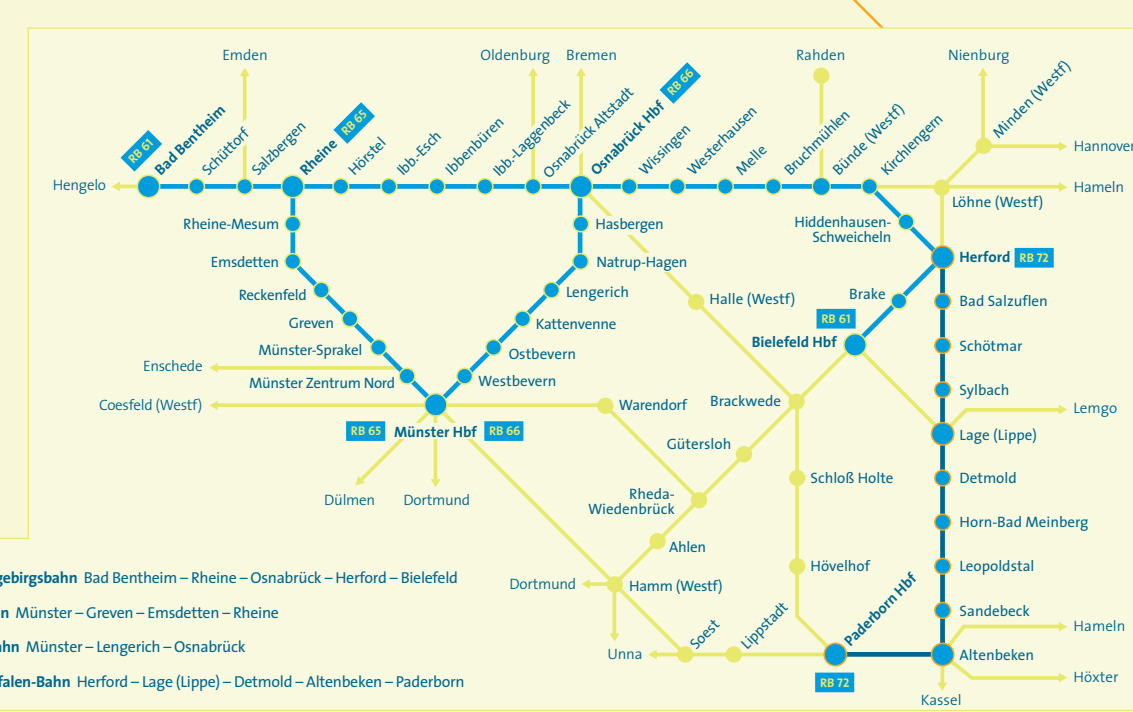 Emden
Oldenburg
Bremen
Rahden
Nienburg
RB 61
Bad Bentheim
Schüttorf
Salzbergen
Rheine
RB 65
Hörstel
Ibb.-Esch
Ibbenbüren
Ibb.-Laggenbeck
Osnabrück Altstadt
Osnabrück Hbf
RB 66
Wissingen
Westerhausen
Melle
Bruchmühlen
Bünde (Westf)
Kirchlengern
Minden (Westf)
Hannover
Hengelo
Hameln
Löhne (Westf)
Rheine-Mesum
Hasbergen
Hiddenhausen-
Schweicheln
Emsdetten
Natrup-Hagen
Herford RB 72
Reckenfeld
Lengerich
Halle (Westf)
Brake
Bad Salzuflen
Greven
Kattenvenne
RB 61
Bielefeld Hbf
Schötmar
Münster-Sprakel
Ostbevern
Enschede
Münster Zentrum Nord
Westbevern
Sylbach
Coesfeld (Westf)
Warendorf
Brackwede
Lemgo
RB 65 Münster Hbf RB 66
Lage (Lippe)
Gütersloh
Schloß Holte
Detmold
Dülmen
Dortmund
Rheda-
Wiedenbrück
Horn-Bad Meinberg
Ahlen
Hövelhof
Leopoldstal
Dortmund
Hamm (Westf)
Sandebeck
Unna
Soest
Lippstadt
Paderborn Hbf
RB 72
Altenbeken
Hameln
Höxter
Kassel
gebirgsbahn Bad Bentheim – Rheine – Osnabrück – Herford – Bielefeld
n Münster – Greven – Emsdetten – Rheine
ahn Münster – Lengerich – Osnabrück
falen-Bahn Herford – Lage (Lippe) – Detmold – Altenbeken – Paderborn